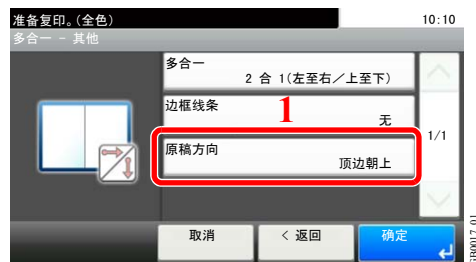 准备复印。(全色)
10:10
多合一 - 其他
多合一
2 合 1(左至右／上至下)
边框线条
1
无
1/1
原稿方向
顶边朝上
取消
< 返回
确定
GB0017_01